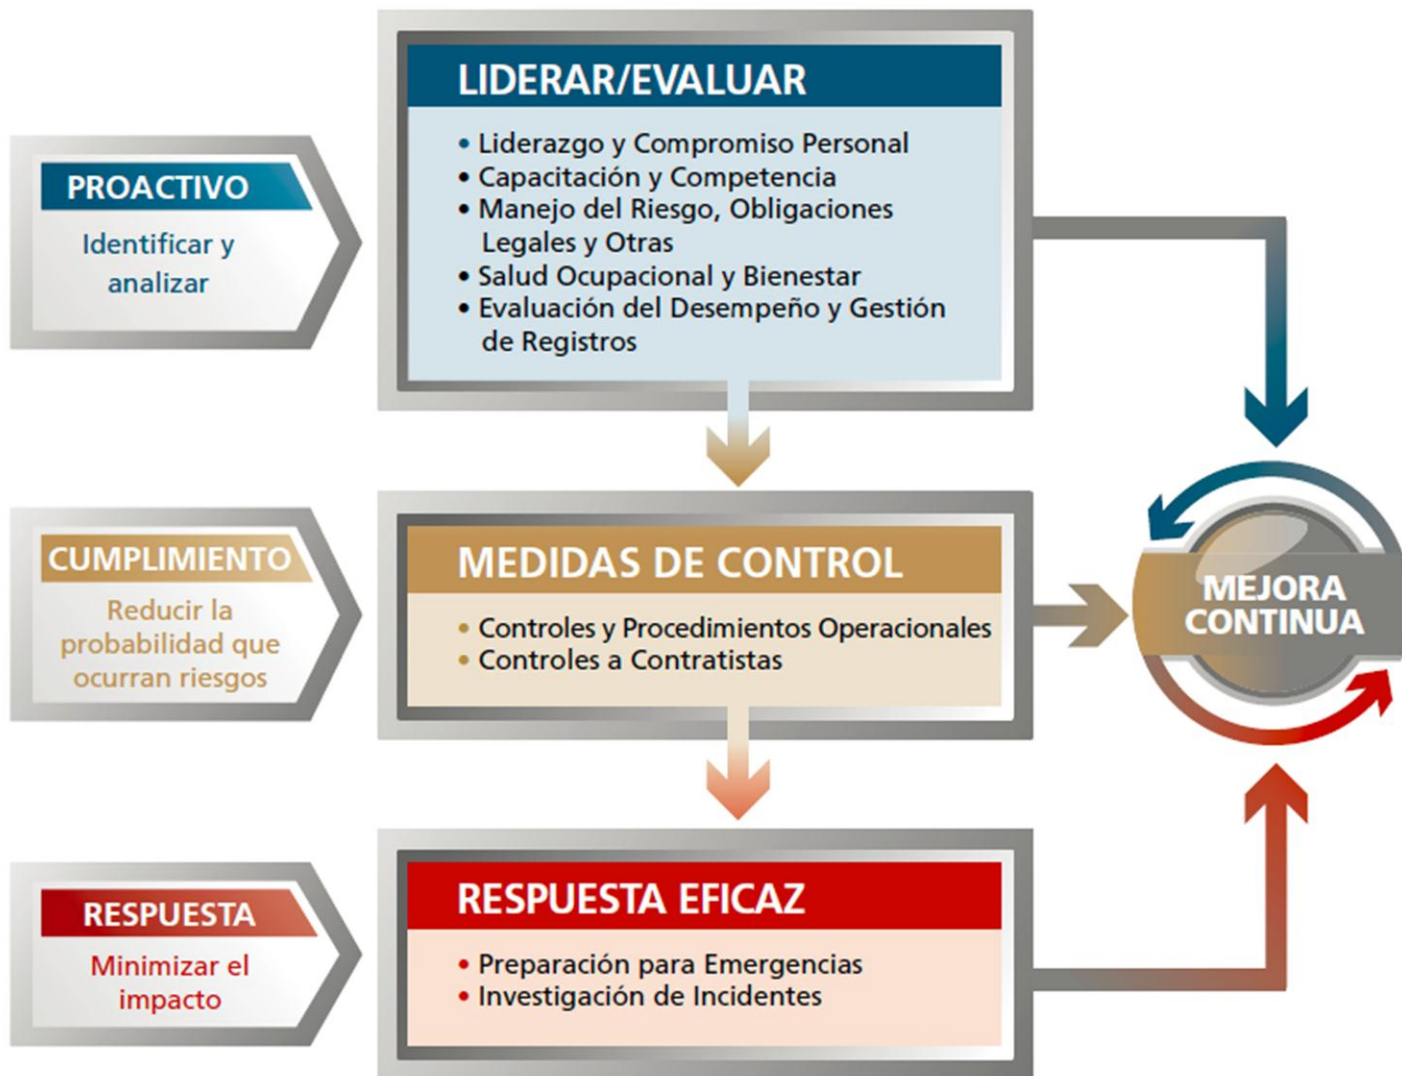 PROACTIVO
Identificar y
analizar
LIDERAR/EVALUAR
• Liderazgo y Compromiso Personal
• Capacitación y Competencia
• Manejo del Riesgo, Obligaciones
Legales y Otras
• Salud Ocupacional y Bienestar
• Evaluación del Desempeño y Gestión
de Registros
CUMPLIMIENTO
Reducir la
probabilidad que
ocurran riesgos
MEDIDAS DE CONTROL
• Controles y Procedimientos Operacionales
• Controles a Contratistas
MEJORA
CONTINUA
RESPUESTA
Minimizar el
impacto
RESPUESTA EFICAZ
• Preparación para Emergencias
• Investigación de Incidentes